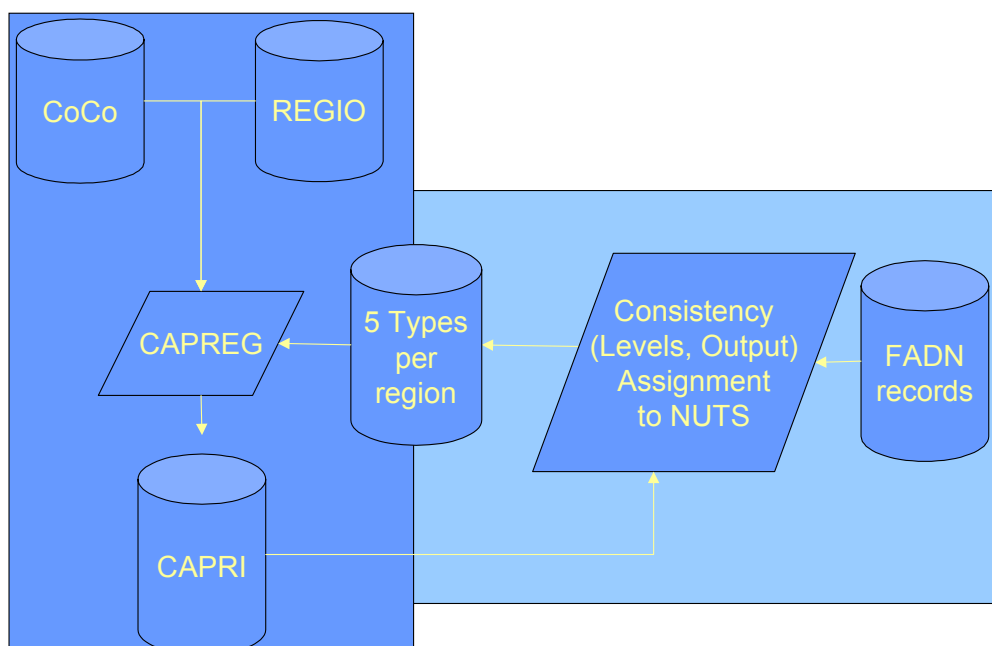 CoCo
REGIO
CAPREG
5 Types
per
region
Consistency
(Levels, Output)
Assignment
to NUTS
FADN
records
CAPRI